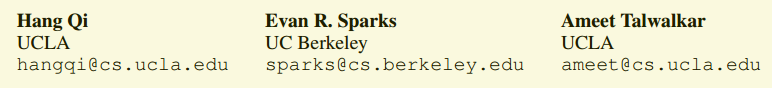 Hang Qi Evan R. Sparks Ameet Talwalkar
UCLA UC Berkeley UCLA
hangqi@cs.ucla.edu sparks@cs.berkeley.edu ameet@cs.ucla.edu